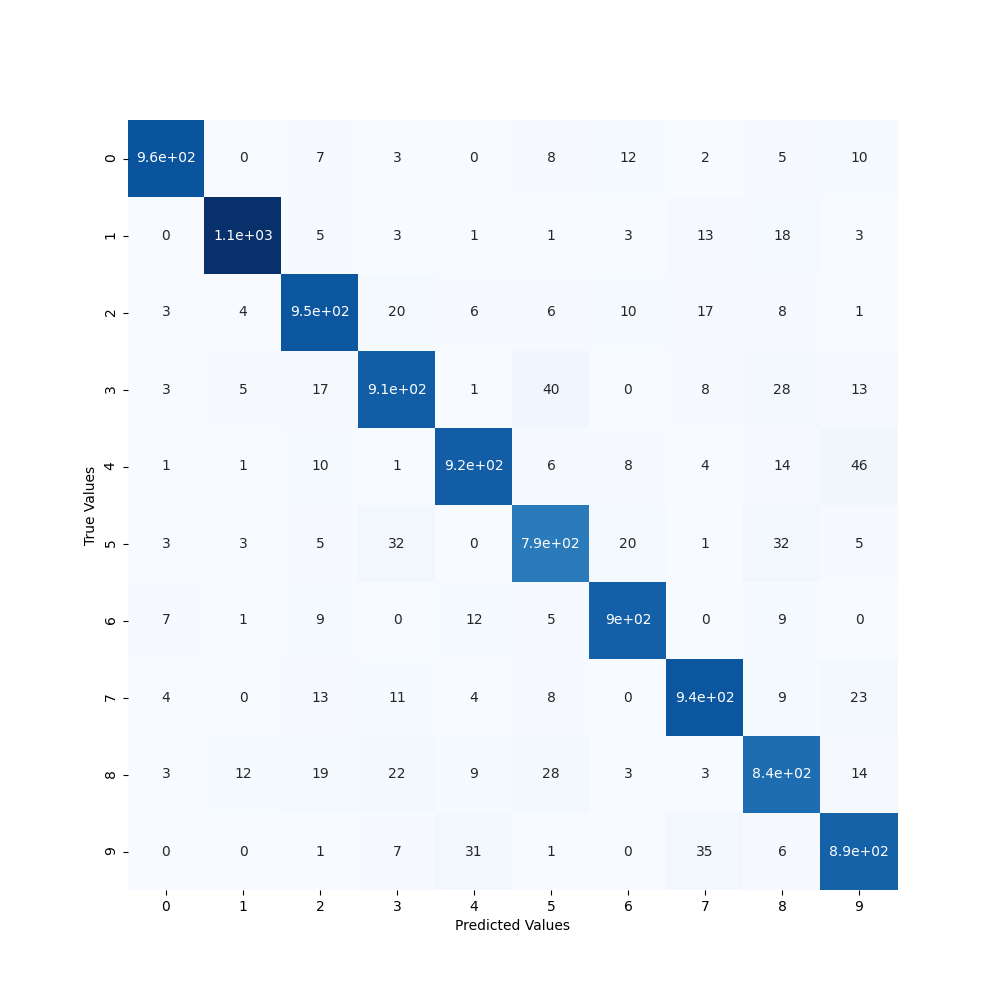 0 9.6e+02 0 7 3 0 8 12 2 5 10
1 0 1.1e+03 5 3 1 1 3 13 18 3
2 3 4 9.5e+02 20 6 6 10 17 8 1
3 3 5 17 9.1e+02 1 40 0 8 28 13
4 1 1 10 1 9.2e+02 6 8 4 14 46
5 3 3 5 32 0 7.9e+02 20 1 32 5
6 7 1 9 0 12 5 9e+02 0 9 0
7 4 0 13 11 4 8 0 9.4e+02 9 23
8 3 12 19 22 9 28 3 3 8.4e+02 14
9 0 0 1 7 31 1 0 35 6 8.9e+02
True Values
0 1 2 3 4 5 6 7 8 9
Predicted Values